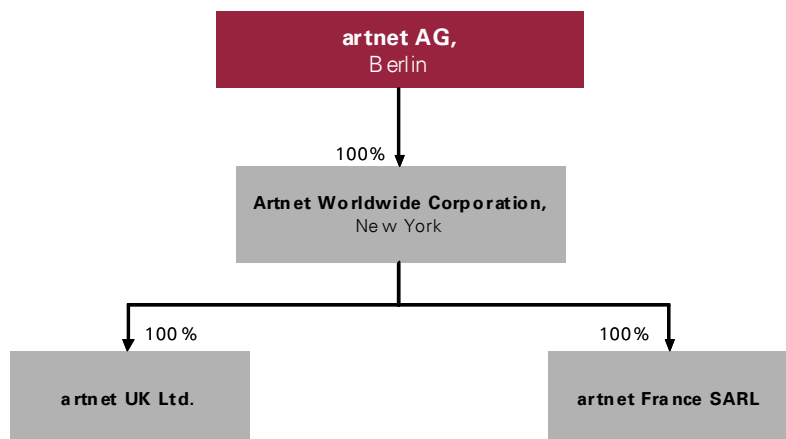 artnet AG,
Berlin
100%
Artnet Worldwide Corporation,
New York
100%
100%
artnet UK Ltd.
artnet France SARL